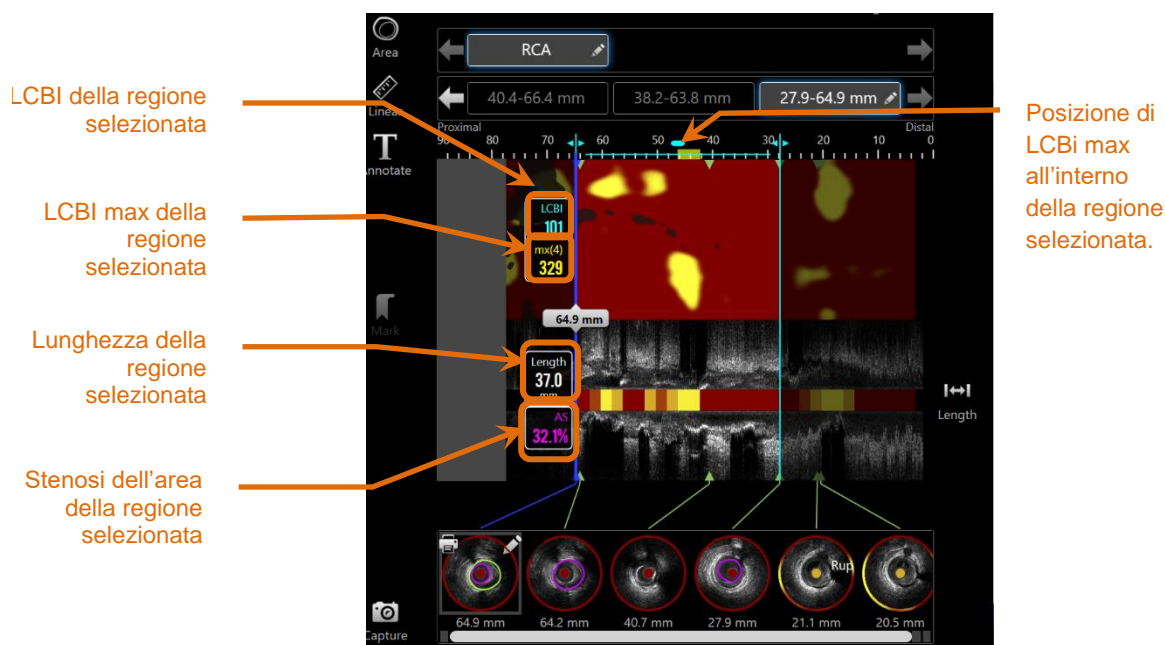 LCBI della regione
selezionata
LCBI max della
regione
selezionata
Lunghezza della
regione
selezionata
Stenosi dell'area
della regione
selezionata
Area
Linear
T
Annotate
Mark
Capture
RCA
40.4-66.4 mm
38.2-63.8 mm
27.9-64.9 mm
Proximal
Distal
90 80 70 60 50 40 30 20 10 0
LCBI
101
mx(4)
329
64.9 mm
Length
37.0
mm
AS
32.1%
Length
Rup
64.9 mm
64.2 mm
40.7 mm
27.9 mm
21.1 mm
20.5 mm
Posizione di
LCBi max
all'interno
della regione
selezionata.